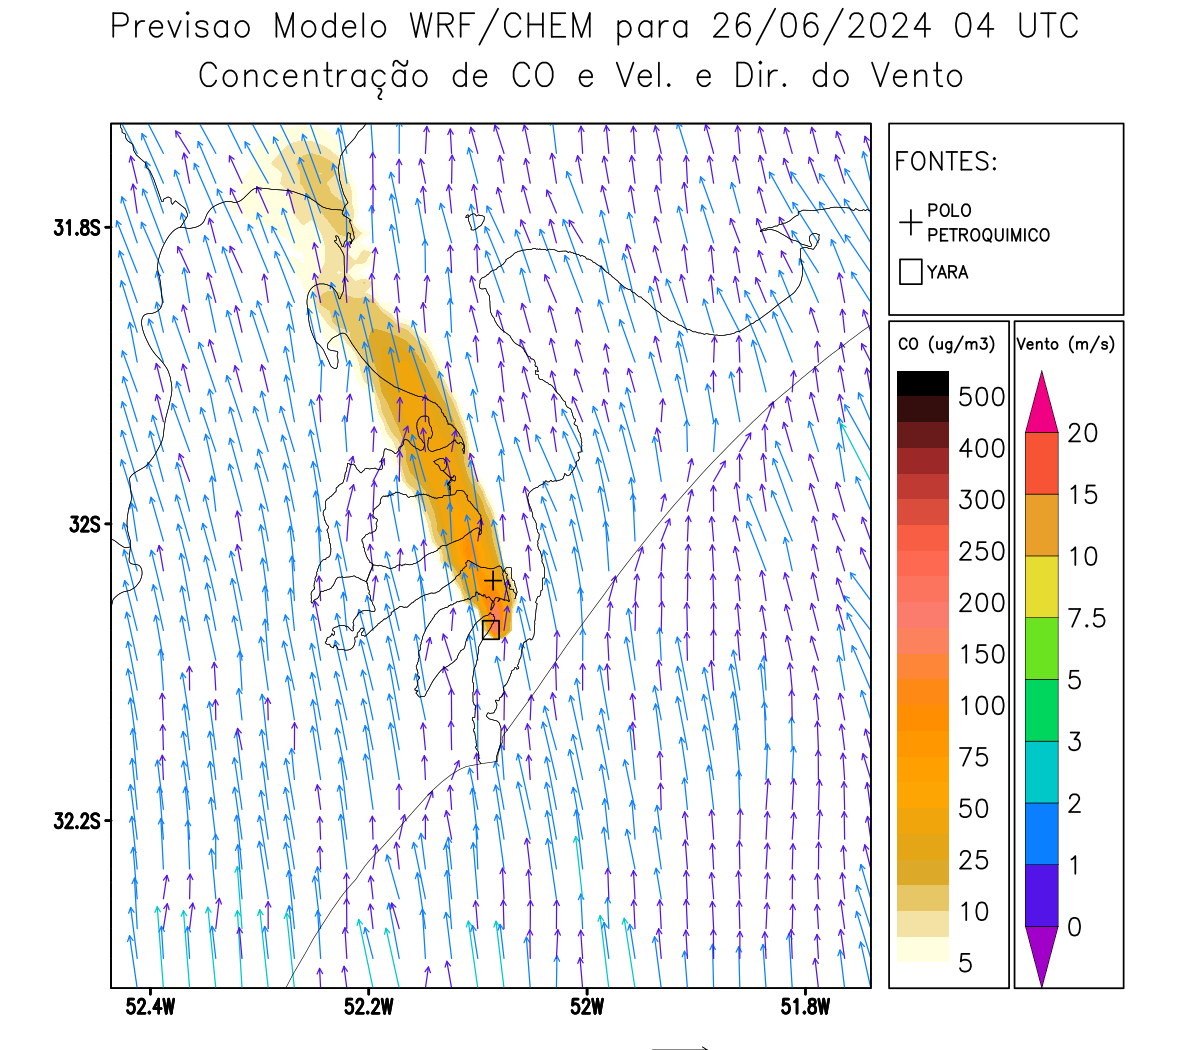 Previsao Modelo WRF/CHEM para 26/06/2024 04 UTC
Concentração de CO e Vel. e Dir. do Vento
FONTES:
POLO
PETROQUIMICO
YARA
CO (ug/m3)
500
400
300
250
200
150
100
75
50
25
10
5
Vento (m/s)
20
15
10
7.5
5
3
2
1
0
31.8S
32S
32.2S
52.4W
52.2W
52W
51.8W